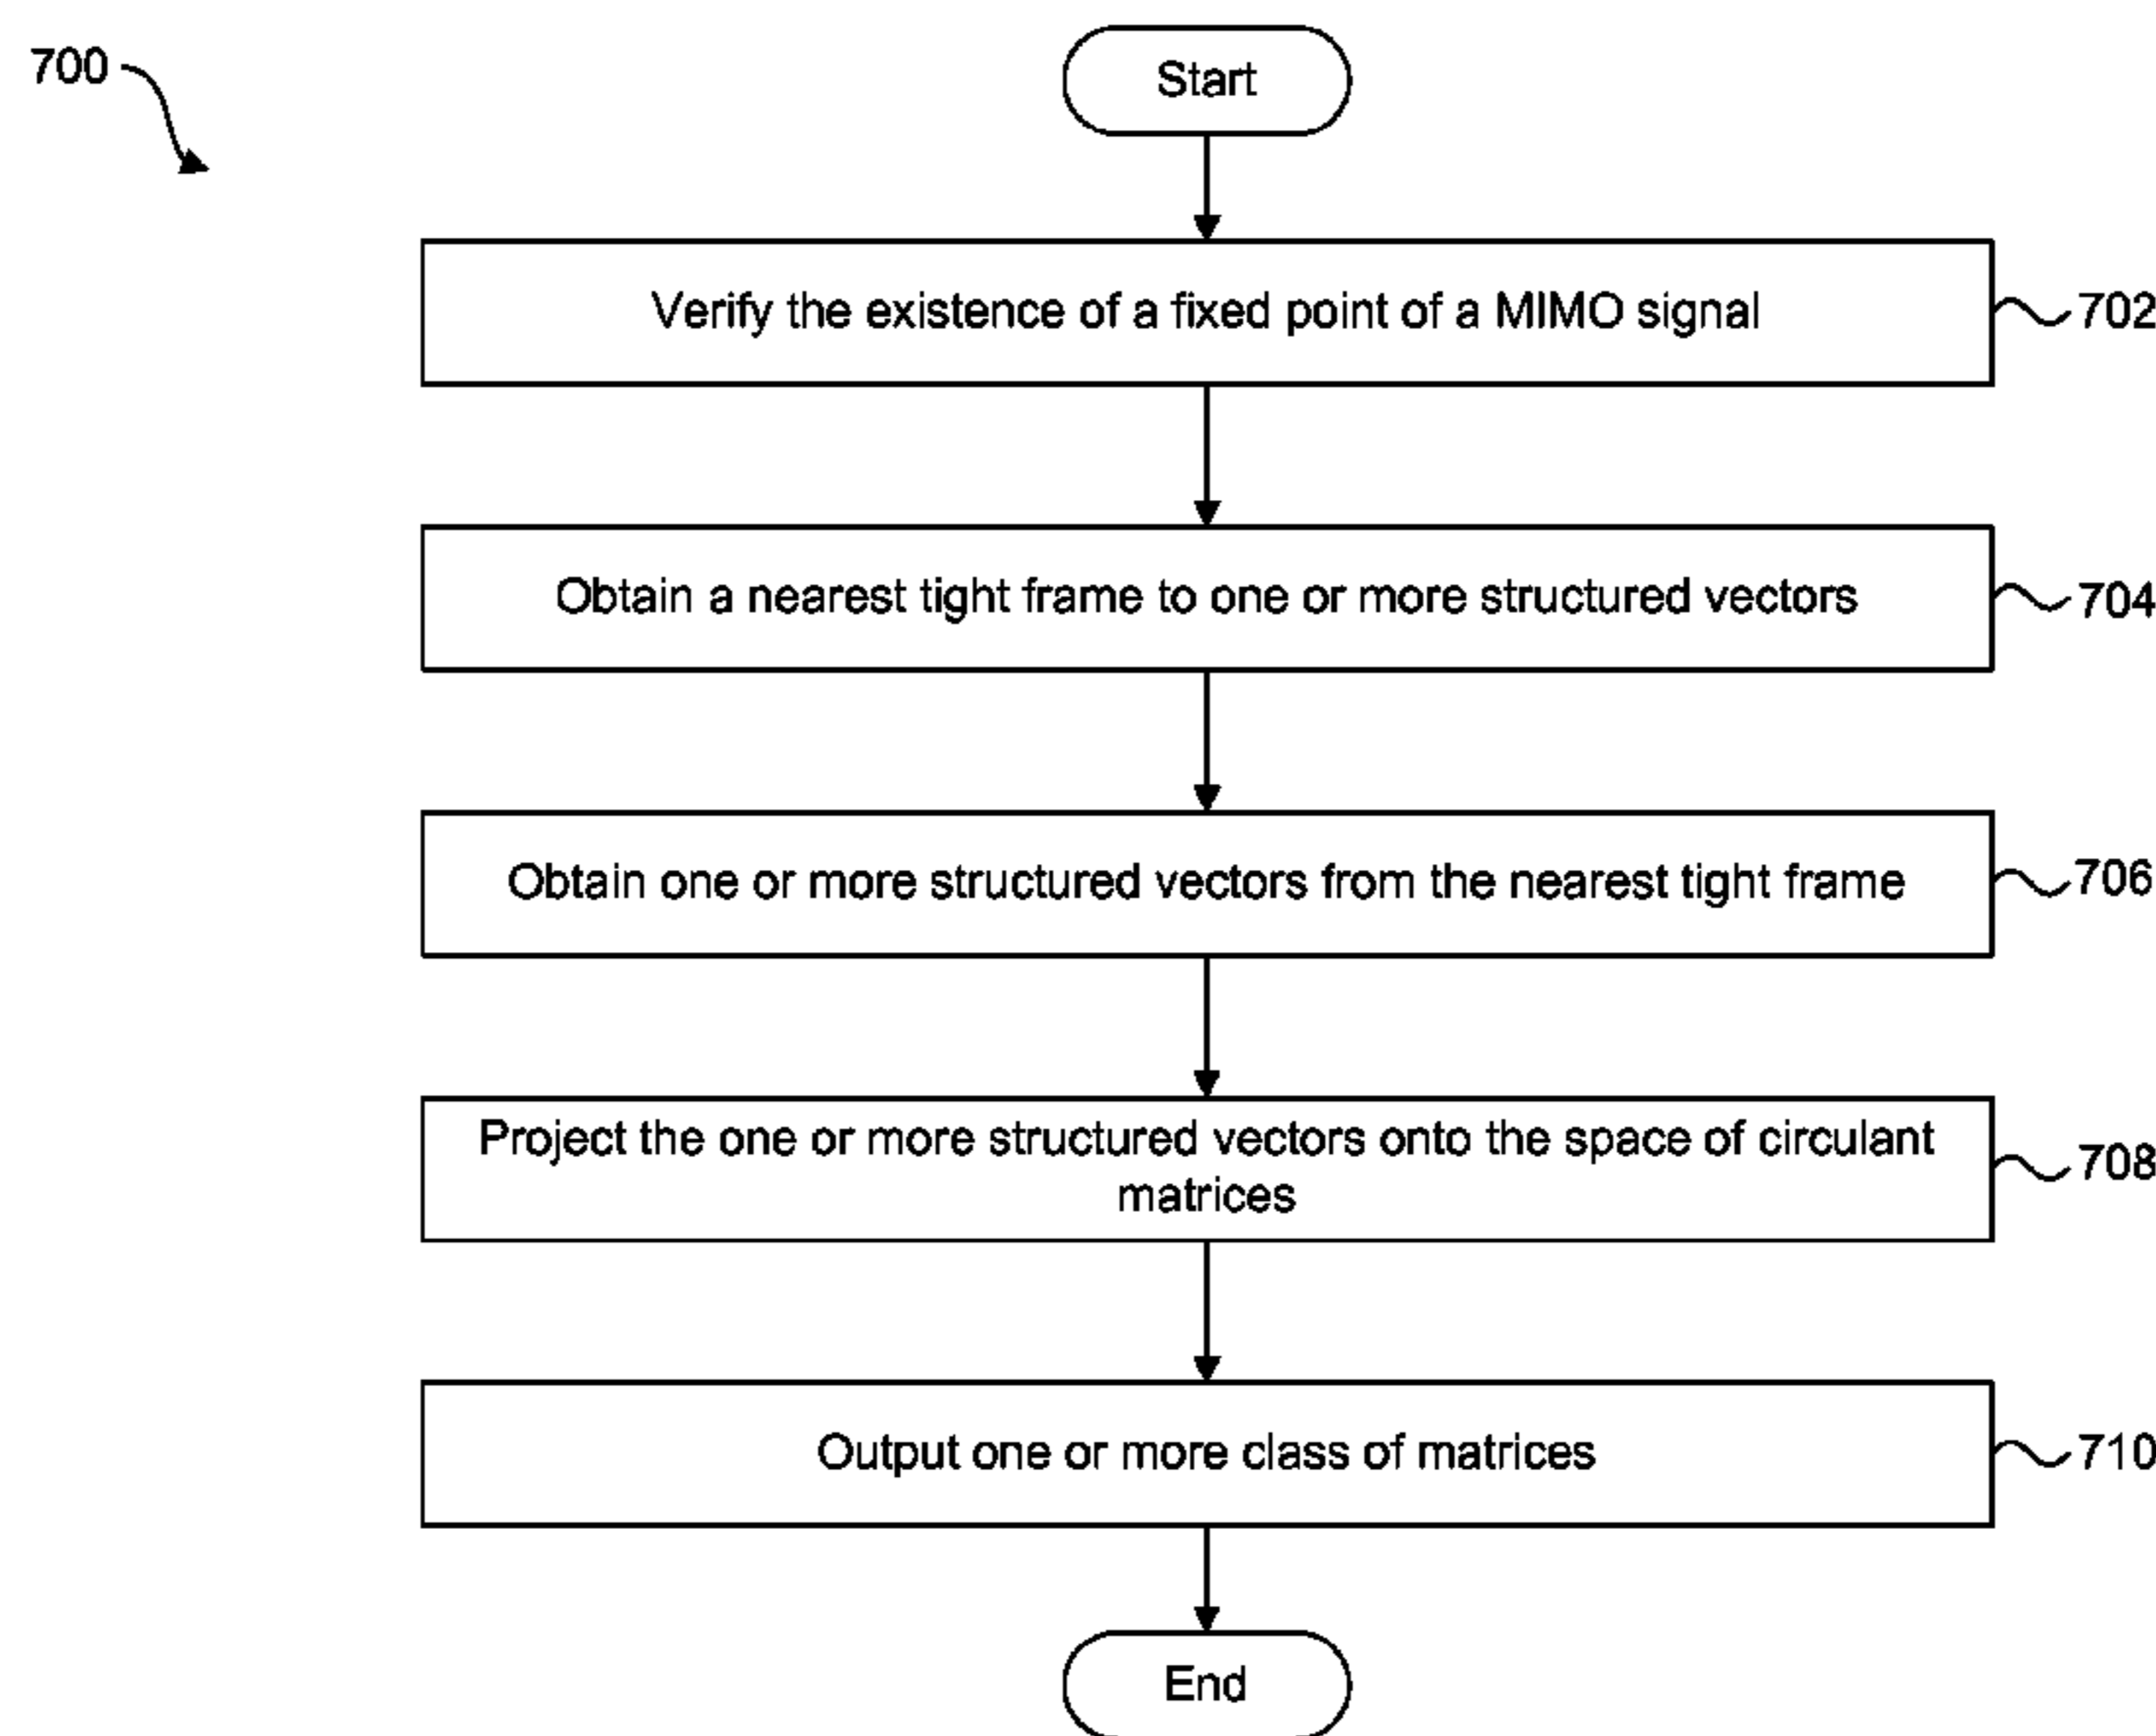 700
Start
Verify the existence of a fixed point of a MIMO signal
702
Obtain a nearest tight frame to one or more structured vectors
704
Obtain one or more structured vectors from the nearest tight frame
706
Project the one or more structured vectors onto the space of circulant
matrices
708
Output one or more class of matrices
710
End